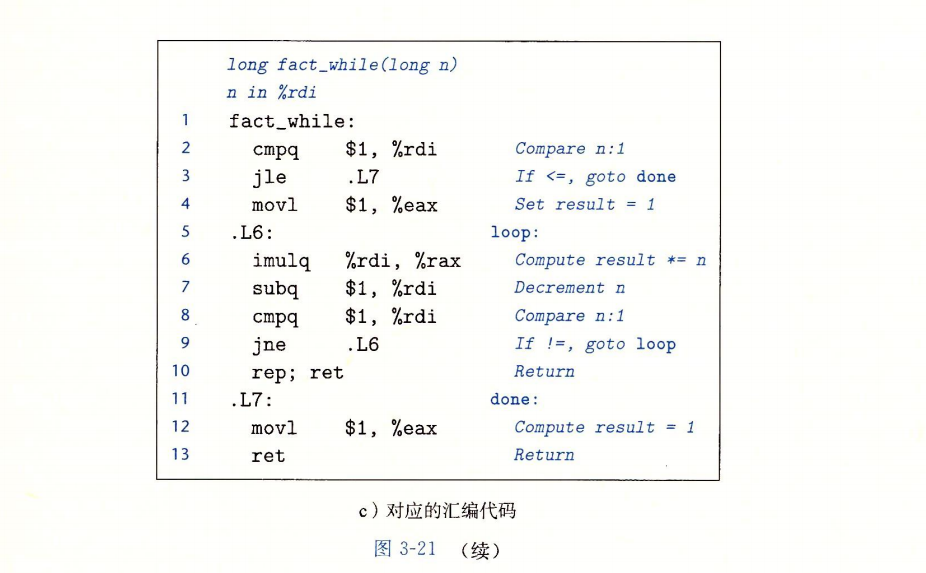 long fact_while(long n)
n in %rdi
1 fact_while:
2 cmpq $1, %rdi Compare n:1
3 jle .L7 If <=, goto done
4 movl $1, %eax Set result = 1
5 .L6: loop:
6 imulq %rdi, %rax Compute result *= n
7 subq $1, %rdi Decrement n
8 cmpq $1, %rdi Compare n:1
9 jne .L6 If !=, goto loop
10 rep; ret Return
11 .L7: done:
12 movl $1, %eax Compute result = 1
13 ret Return
c）对应的汇编代码
图 3-21 （续）